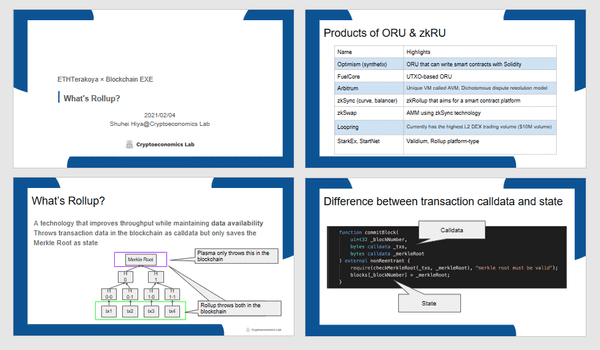 ETHTerakoya × Blockchain EXE
What's Rollup?
2021/02/04
Shuhei Hiya@Cryptoeconomics Lab
Cryptoeconomics Lab
Products of ORU & zkRU
Name Highlights
Optimism (synthetix) ORU that can write smart contracts with Solidity
FuelCore UTXO-based ORU
Arbitrum Unique VM called AVM, Dichotomous dispute resolution model
zkSync (curve, balancer) zkRollup that aims for a smart contract platform
zkSwap AMM using zkSync technology
Loopring Currently has the highest L2 DEX trading volume ($10M volume)
StarkEx, StartNet Validium, Rollup platform-type
What's Rollup?
A technology that improves throughput while maintaining data availability
Throws transaction data in the blockchain as calldata but only saves the
Merkle Root as state
Merkle Root
Plasma only throws this in the
blockchain
H
0
H
1
H
0-0
H
0-1
H
1-0
H
1-1
tx1
tx2
tx3
tx4
Rollup throws both in the
blockchain
Cryptoeconomics Lab
Difference between transaction calldata and state
Calldata
function commitBlock(
uint32 _blockNumber,
bytes calldata _txs,
bytes calldata _merkleRoot
) external nonReentrant {
require(checkMerkleRoot(_txs, _merkleRoot), "merkle root must be valid");
blocks[_blockNumber] = _merkleRoot;
}
State